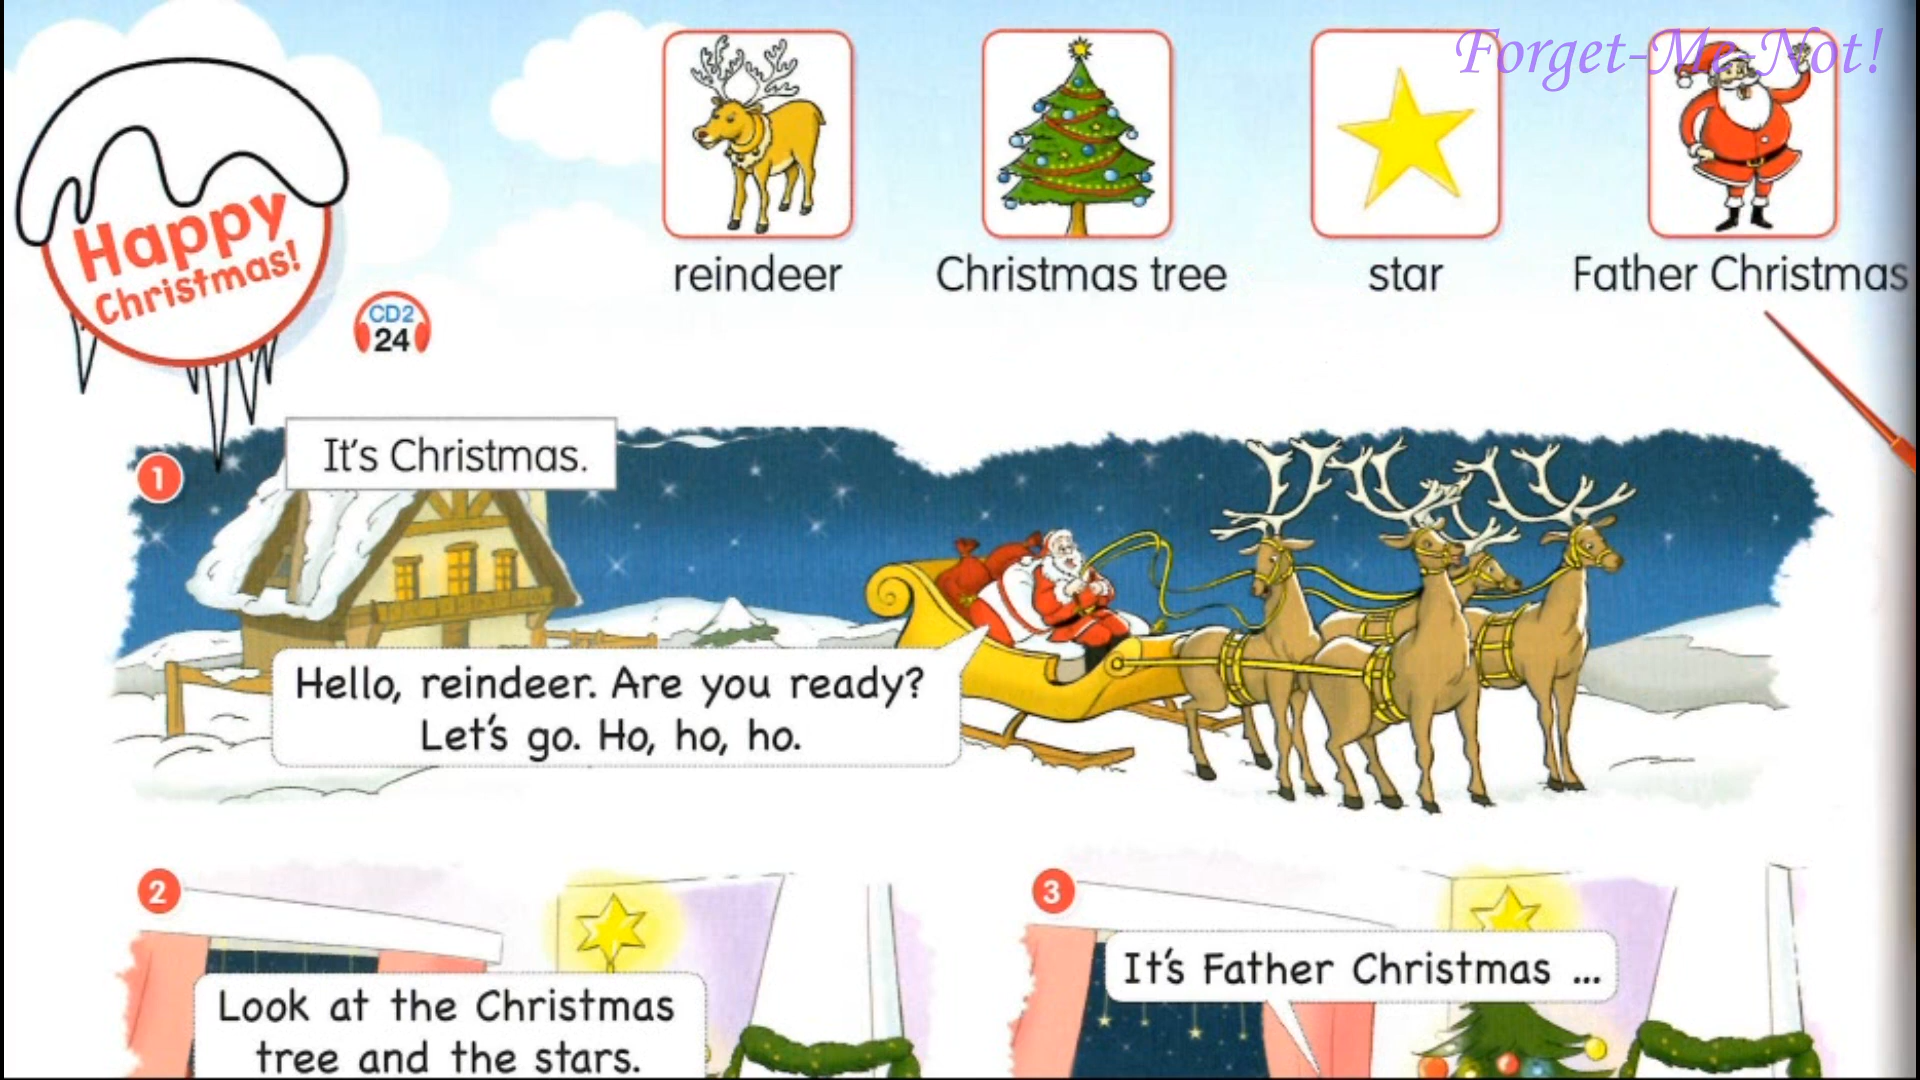 Forget-Me-Not!
Happy
Christmas!
reindeer
Christmas tree
star
Father Christmas
CD2
24
1
It's Christmas.
Hello, reindeer. Are you ready?
Let's go. Ho, ho, ho.
2
Look at the Christmas
tree and the stars.
3
It's Father Christmas ...